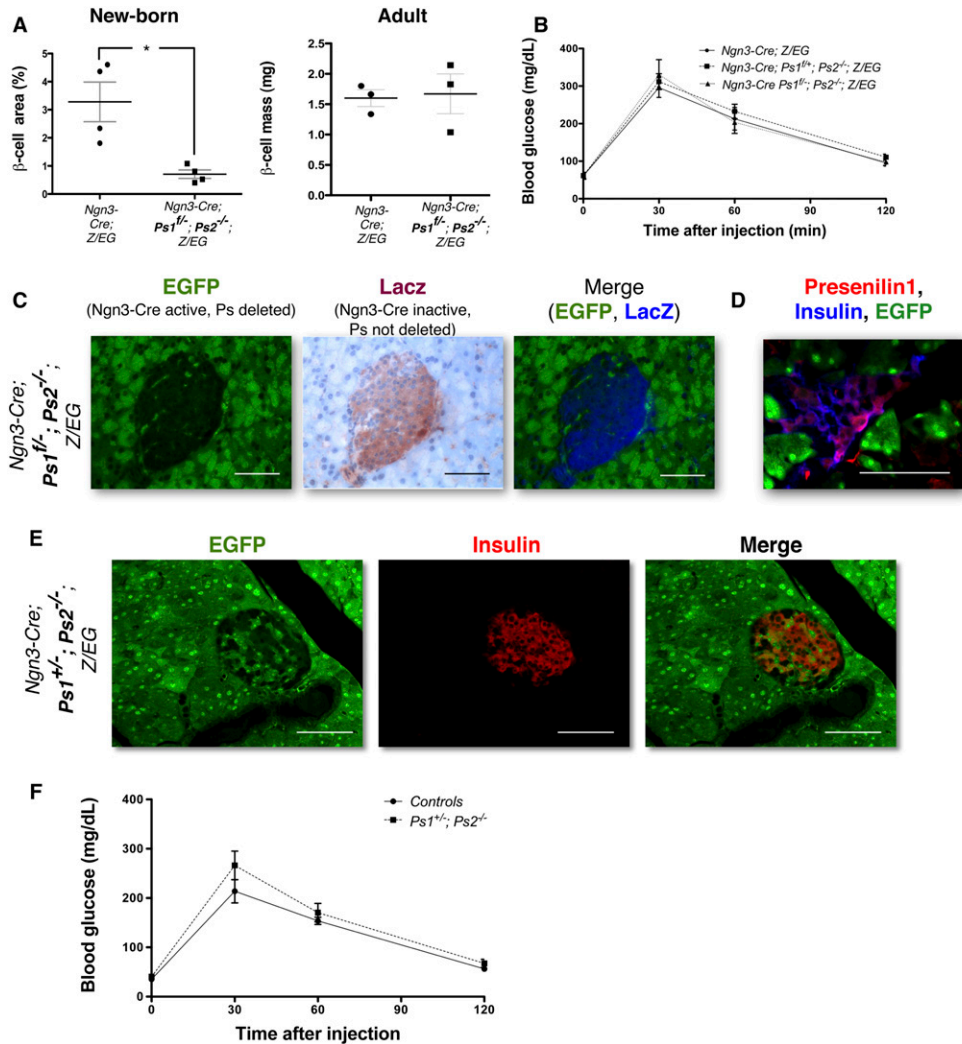 A
New-born
β-cell area (%)
5
4
3
2
1
0
*
Ngn3-
Cre;
Z/EG
Ngn3-Cre;
Ps1f/-; Ps2-/-;
Z/EG
Adult
β-cell mass (mg)
2.5
2.0
1.5
1.0
0.5
0.0
Ngn3-
Cre;
Z/EG
Ngn3-Cre;
Ps1f/-; Ps2-/-;
Z/EG
B
Blood glucose (mg/dL)
400
300
200
100
0
0 30 60 90 120
Time after injection (min)
Ngn3-Cre; Z/EG
Ngn3-Cre; Ps1f/+; Ps2-/-; Z/EG
Ngn3-Cre Ps1f/-; Ps2-/-; Z/EG
C
EGFP
(Ngn3-Cre active, Ps deleted)
Lacz
(Ngn3-Cre inactive,
Ps not deleted)
Merge
(EGFP, LacZ)
Ngn3-Cre;
Ps1f/-; Ps2-/-;
Z/EG
D
Presenilin1,
Insulin, EGFP
E
EGFP
Insulin
Merge
Ngn3-Cre;
Ps1+/-; Ps2-/-;
Z/EG
F
Blood glucose (mg/dL)
400
300
200
100
0
0 30 60 90 120
Time after injection
Controls
Ps1+/-; Ps2-/-